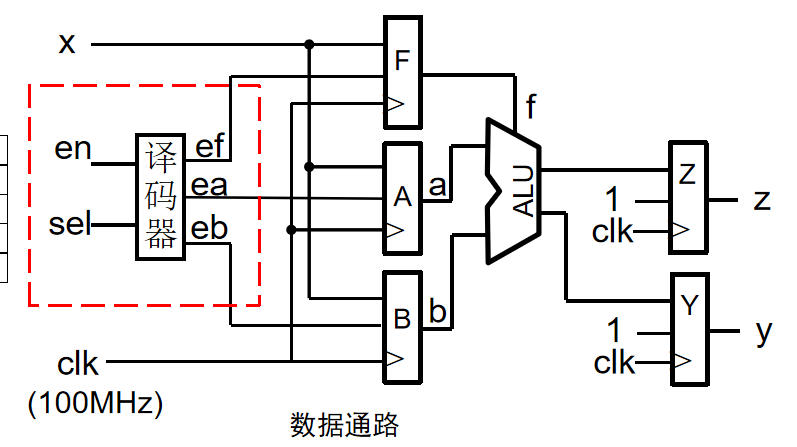 x
F
f
en
译码器
ef
ea
eb
sel
A
a
B
b
ALU
Z
1
clk
z
Y
1
clk
y
clk
(100MHz)
数据通路